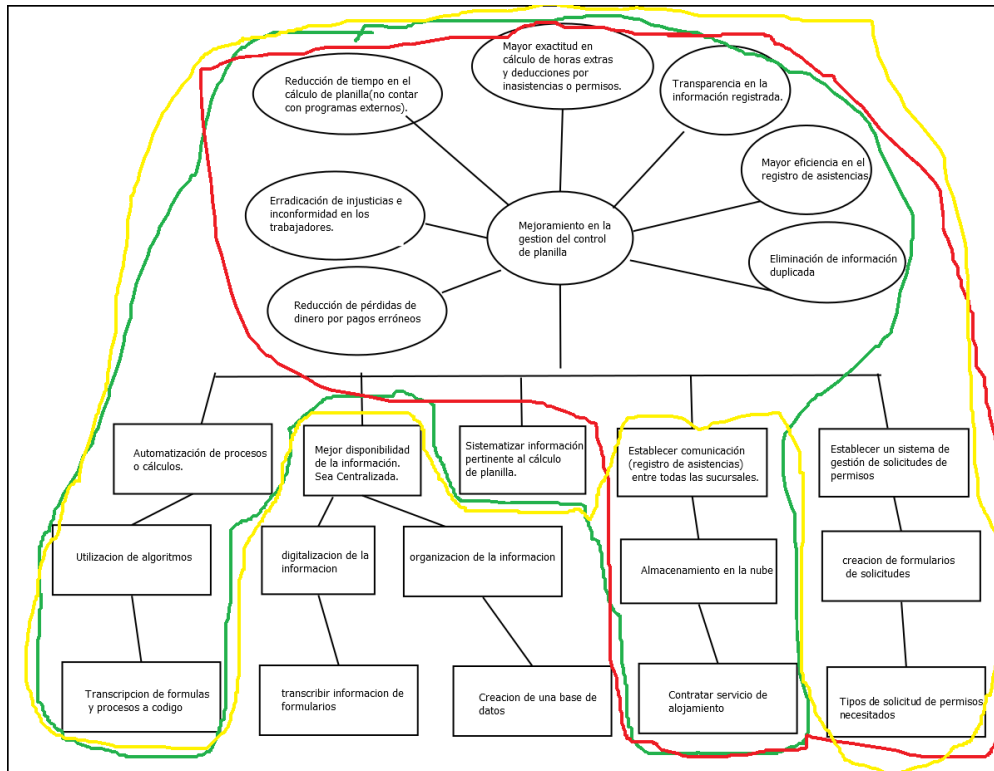 Mayor exactitud en
cálculo de horas extras
y deducciones por
inasistencias o permisos.
Reducción de tiempo en el
cálculo de planilla(no contar
con programas externos).
Transparencia en la
información registrada.
Mayor eficiencia en el
registro de asistencias
Erradicación de injusticias e
inconformidad en los
trabajadores.
Mejoramiento en la
gestion del control
de planilla
Eliminación de información
duplicada
Reducción de pérdidas de
dinero por pagos erróneos
Automatización de procesos
o cálculos.
Mejor disponibilidad
de la información.
Sea Centralizada.
Sistematizar información
pertinente al cálculo
de planilla.
Establecer comunicación
(registro de asistencias)
entre todas las sucursales.
Establecer un sistema de
gestión de solicitudes de
permisos
Utilizacion de algoritmos
digitalizacion de la
informacion
organizacion de la informacion
Almacenamiento en la nube
creacion de formularios
de solicitudes
Transcripcion de formulas
y procesos a codigo
transcribir informacion de
formularios
Creacion de una base de
datos
Contratar servicio de
alojamiento
Tipos de solicitud de permisos
necesitados